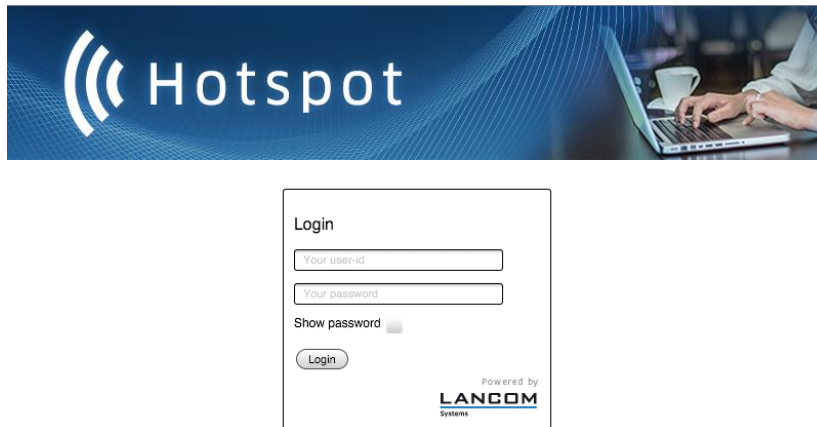 Hotspot
Login
Your user-id
Your password
Show password
Login
Powered by
LANCOM
Systems